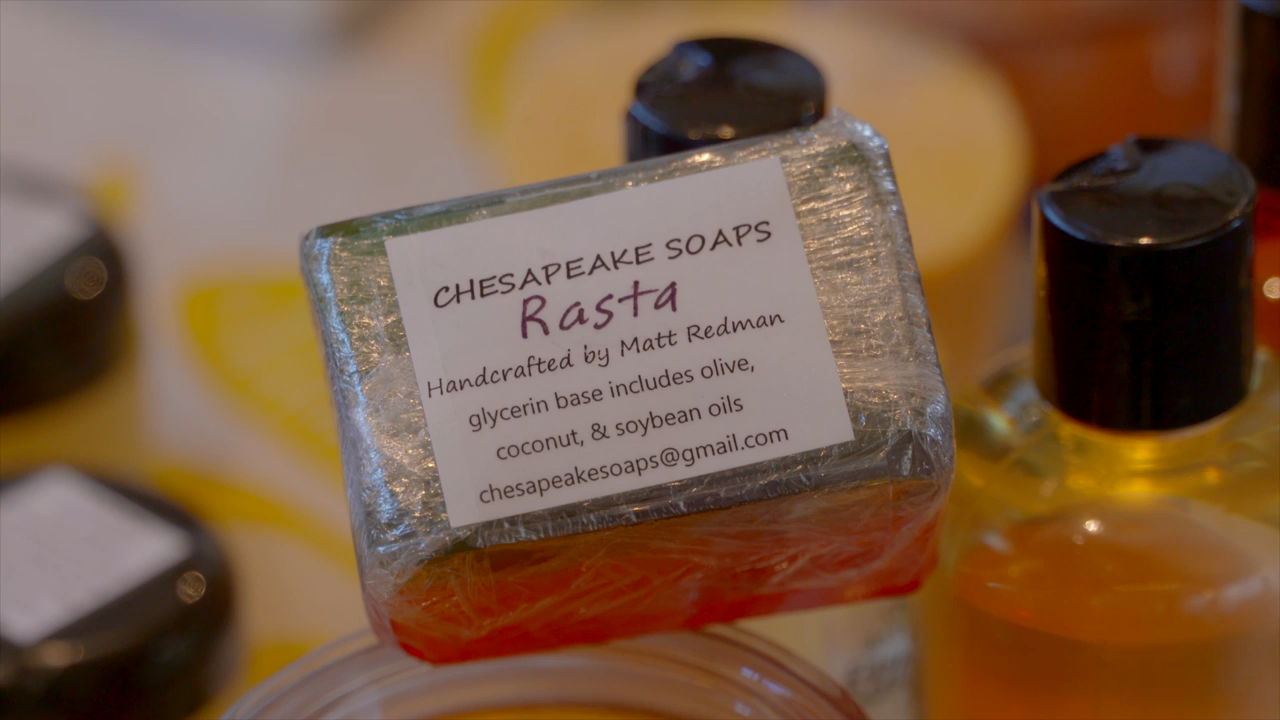 CHESAPEAKE SOAPS
Rasta
Handcrafted by Matt Redman
glycerin base includes olive,
coconut, & soybean oils
chesapeakesoaps@gmail.com